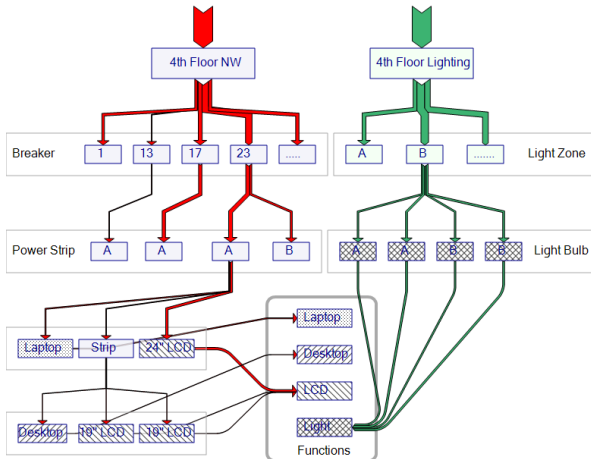 4th Floor NW
4th Floor Lighting
Breaker
1
13
17
23
.....
A
B
.......
Light Zone
Power Strip
A
A
A
B
A
A
B
B
Light Bulb
Laptop
Strip
24" LCD
Laptop
Desktop
LCD
Light
Functions
Desktop
19" LCD
19" LCD